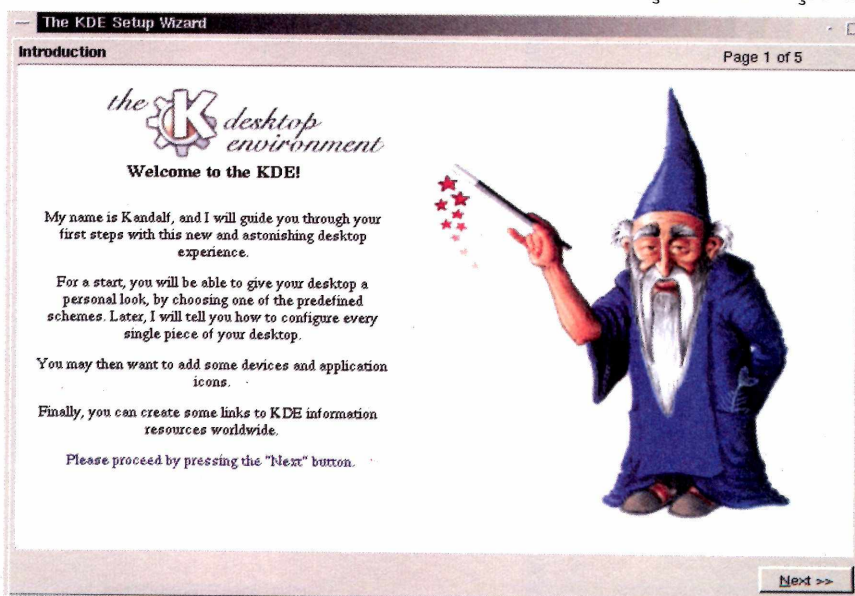 The KDE Setup Wizard
Introduction
Page 1 of 5
the K desktop
environment
Welcome to the KDE!
My name is Kandalf, and I will guide you through your
first steps with this new and astonishing desktop
experience.
For a start, you will be able to give your desktop a
personal look, by choosing one of the predefined
schemes. Later, I will tell you how to configure every
single piece of your desktop.
You may then want to add some devices and application
icons.
Finally, you can create some links to KDE information
resources worldwide.
Please proceed by pressing the "Next" button.
Next >>